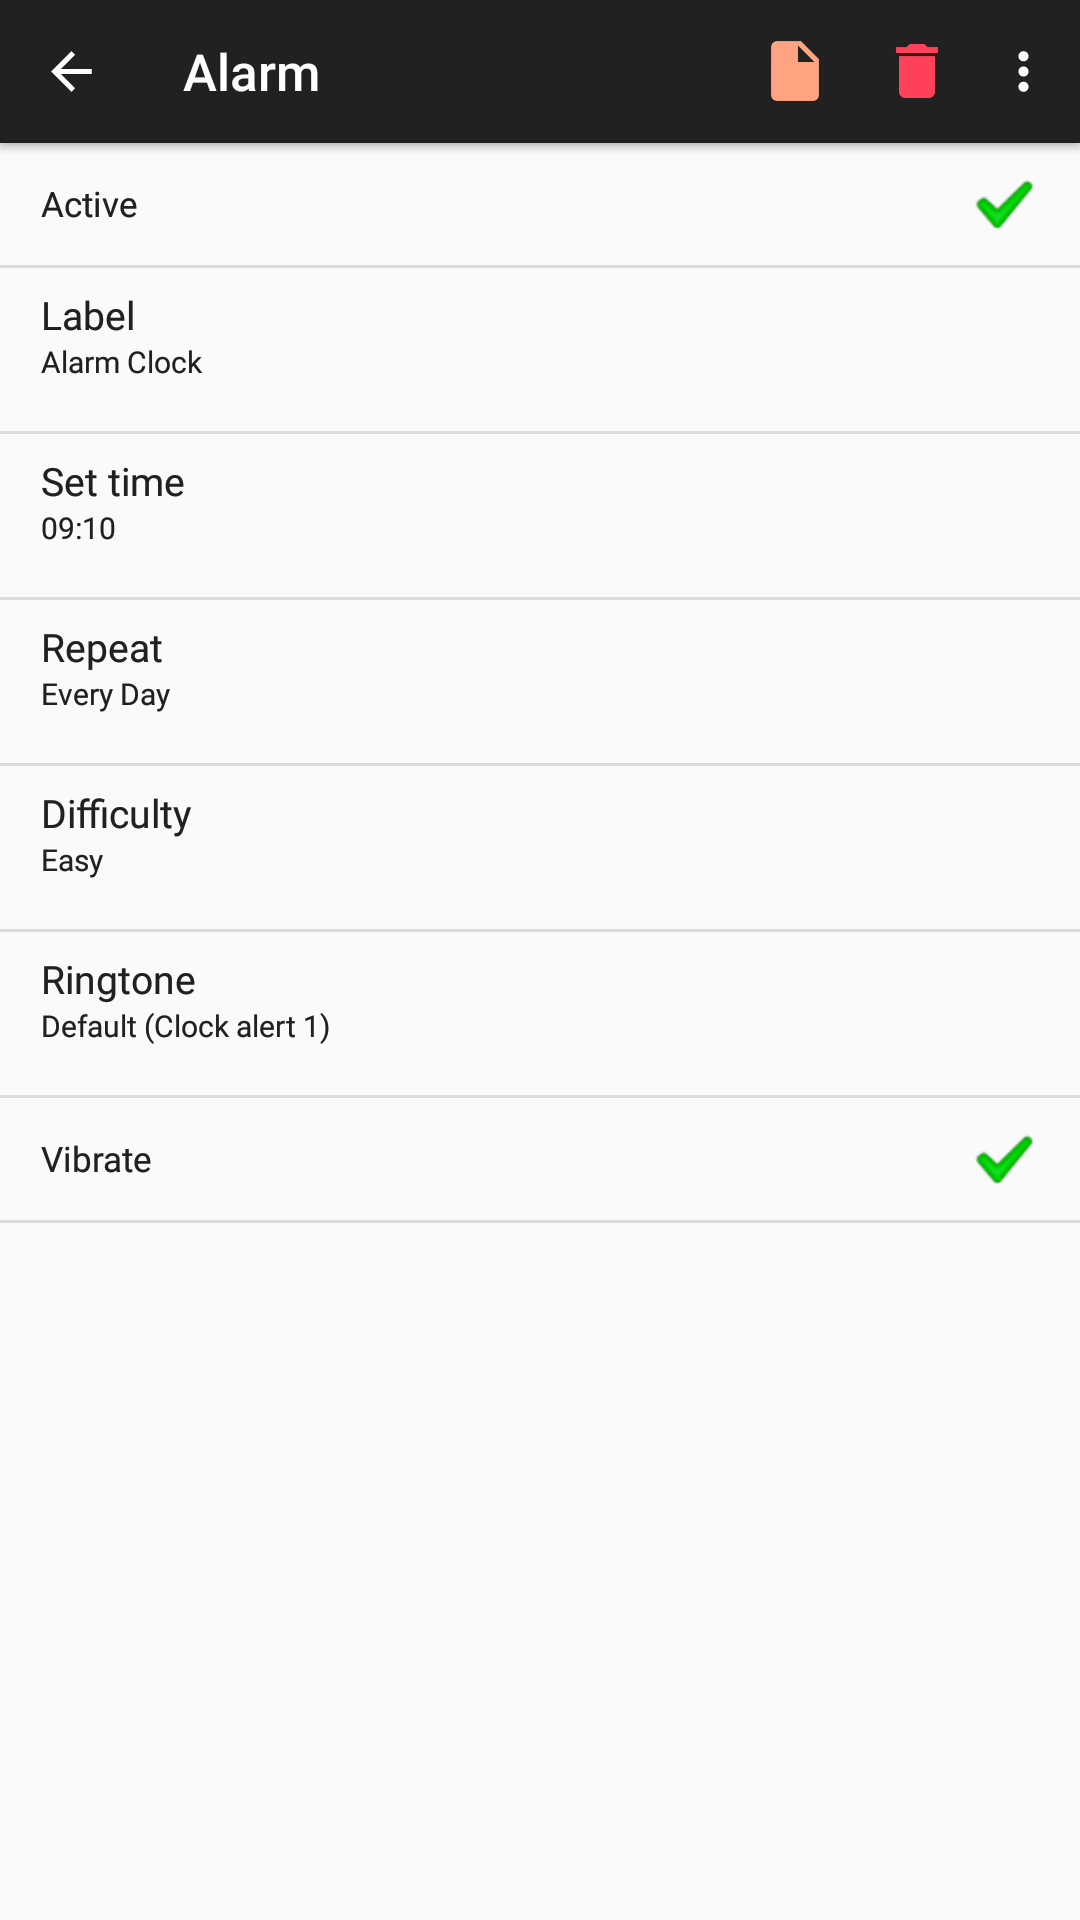 Alarm
Active
Label
Alarm Clock
Set time
09:10
Repeat
Every Day
Difficulty
Easy
Ringtone
Default (Clock alert 1)
Vibrate